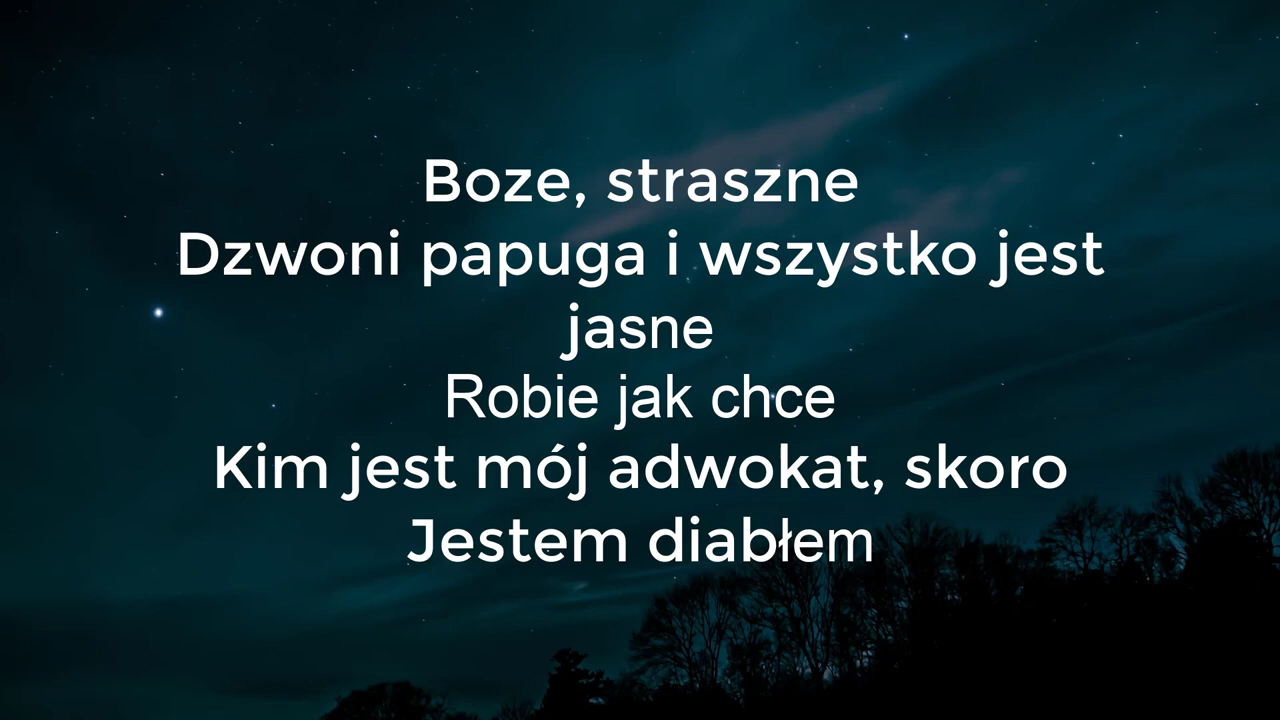 Boze, straszne
Dzwoni papuga i wszystko jest
jasne
Robie jak chce
Kim jest mój adwokat, skoro
Jestem diabłem